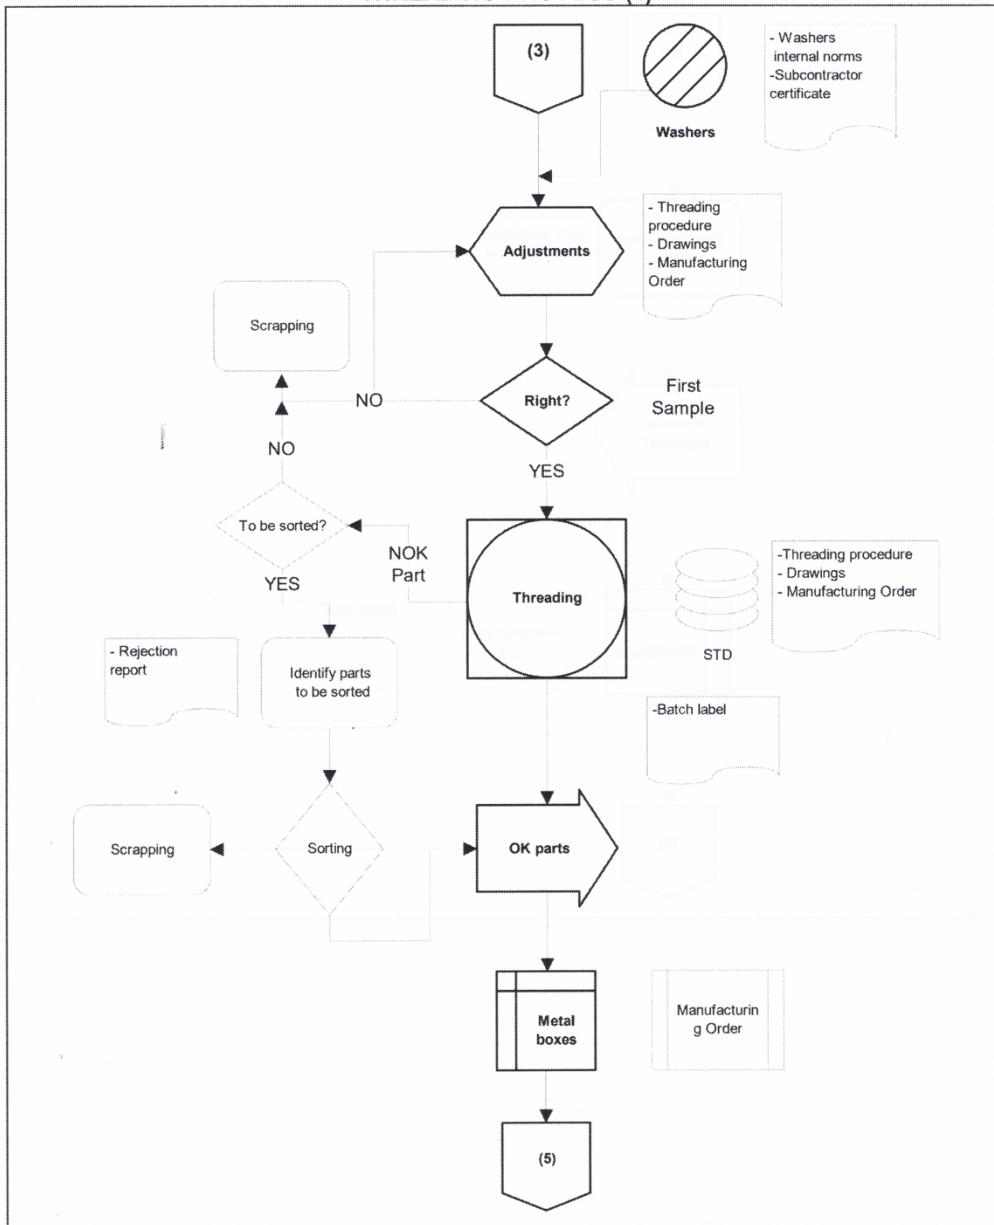 (3)
- Washers
internal norms
-Subcontractor
certificate
Washers
- Threading
procedure
- Drawings
- Manufacturing
Order
Adjustments
Scrapping
First
Sample
Right?
NO
NO
YES
To be sorted?
NOK
Part
YES
Threading
-Threading procedure
- Drawings
- Manufacturing Order
STD
- Rejection
report
Identify parts
to be sorted
-Batch label
Scrapping
Sorting
OK parts
Metal
boxes
Manufacturin
g Order
(5)